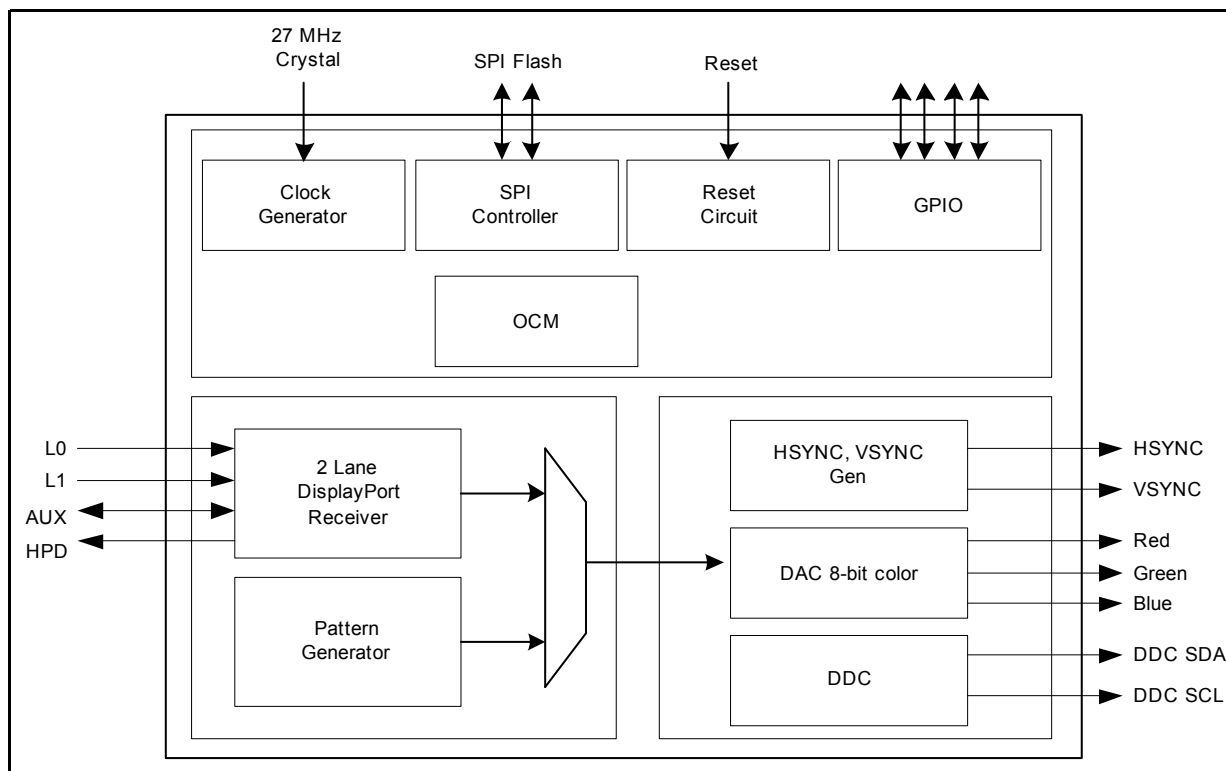 27 MHz
Crystal
SPI Flash
Reset
Clock
Generator
SPI
Controller
Reset
Circuit
GPIO
OCM
L0
L1
AUX
HPD
2 Lane
DisplayPort
Receiver
Pattern
Generator
HSYNC, VSYNC
Gen
DAC 8-bit color
DDC
HSYNC
VSYNC
Red
Green
Blue
DDC SDA
DDC SCL